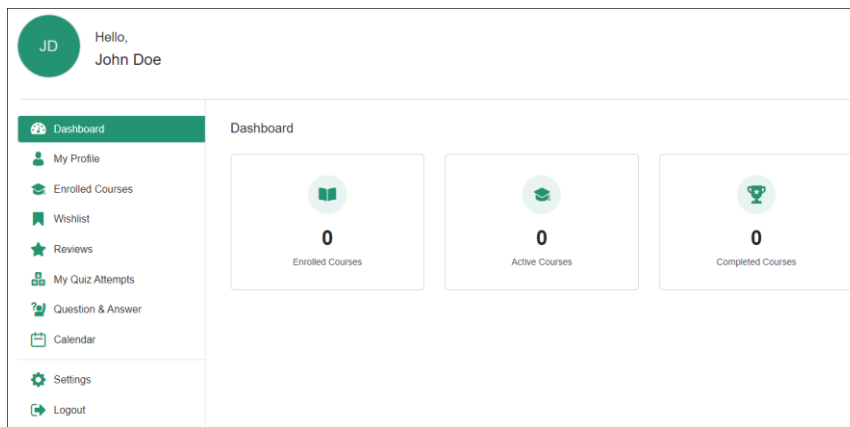 JD
Hello,
John Doe
Dashboard
My Profile
Enrolled Courses
Wishlist
Reviews
My Quiz Attempts
Question & Answer
Calendar
Settings
Logout
Dashboard
0
Enrolled Courses
0
Active Courses
0
Completed Courses